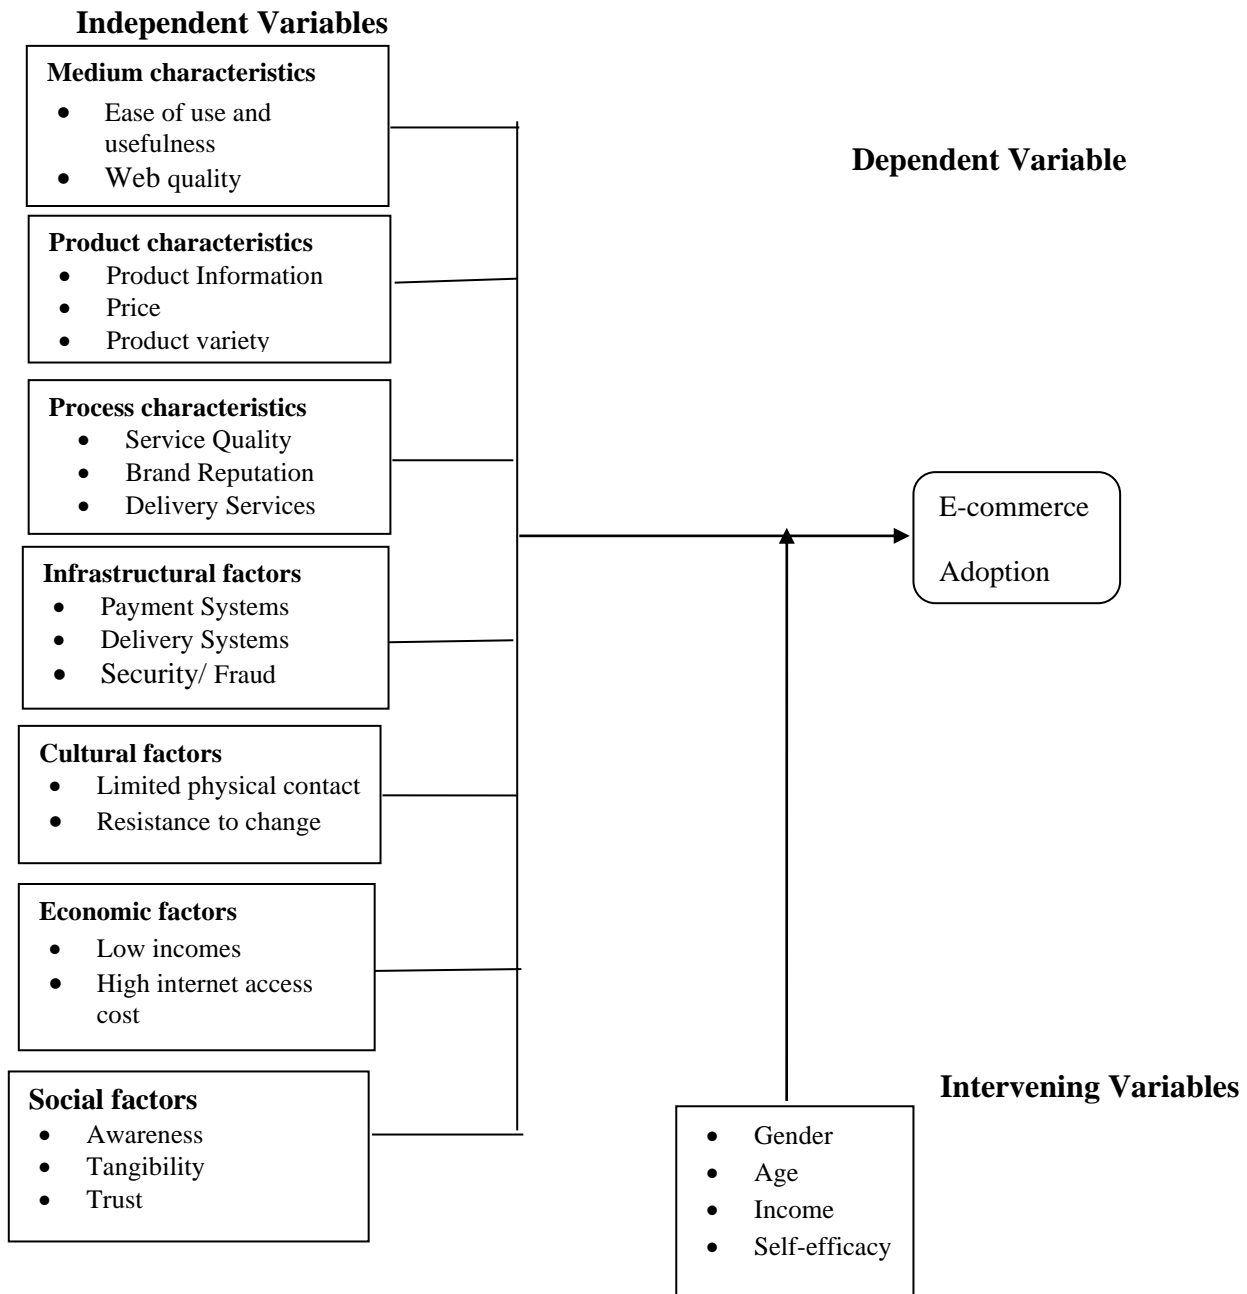 Independent Variables
Medium characteristics
• Ease of use and
usefulness
• Web quality
Dependent Variable
Product characteristics
• Product Information
• Price
• Product variety
Process characteristics
• Service Quality
• Brand Reputation
• Delivery Services
E-commerce
Adoption
Infrastructural factors
• Payment Systems
• Delivery Systems
• Security/ Fraud
Cultural factors
• Limited physical contact
• Resistance to change
Economic factors
• Low incomes
• High internet access
cost
Social factors
• Awareness
• Tangibility
• Trust
Intervening Variables
• Gender
• Age
• Income
• Self-efficacy